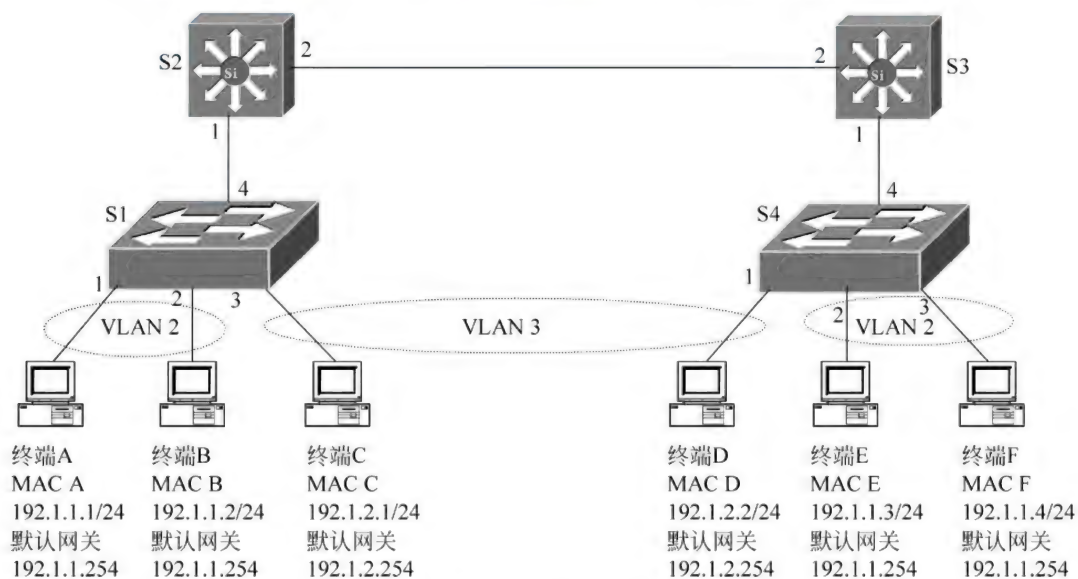 S2
Si
2
2
Si
S3
1
1
S1
4
S4
4
1
2
3
1
2
3
VLAN 2
VLAN 3
VLAN 2
终端A
MAC A
192.1.1.1/24
默认网关
192.1.1.254
终端B
MAC B
192.1.1.2/24
默认网关
192.1.1.254
终端C
MAC C
192.1.2.1/24
默认网关
192.1.2.254
终端D
MAC D
192.1.2.2/24
默认网关
192.1.2.254
终端E
MAC E
192.1.1.3/24
默认网关
192.1.1.254
终端F
MAC F
192.1.1.4/24
默认网关
192.1.1.254